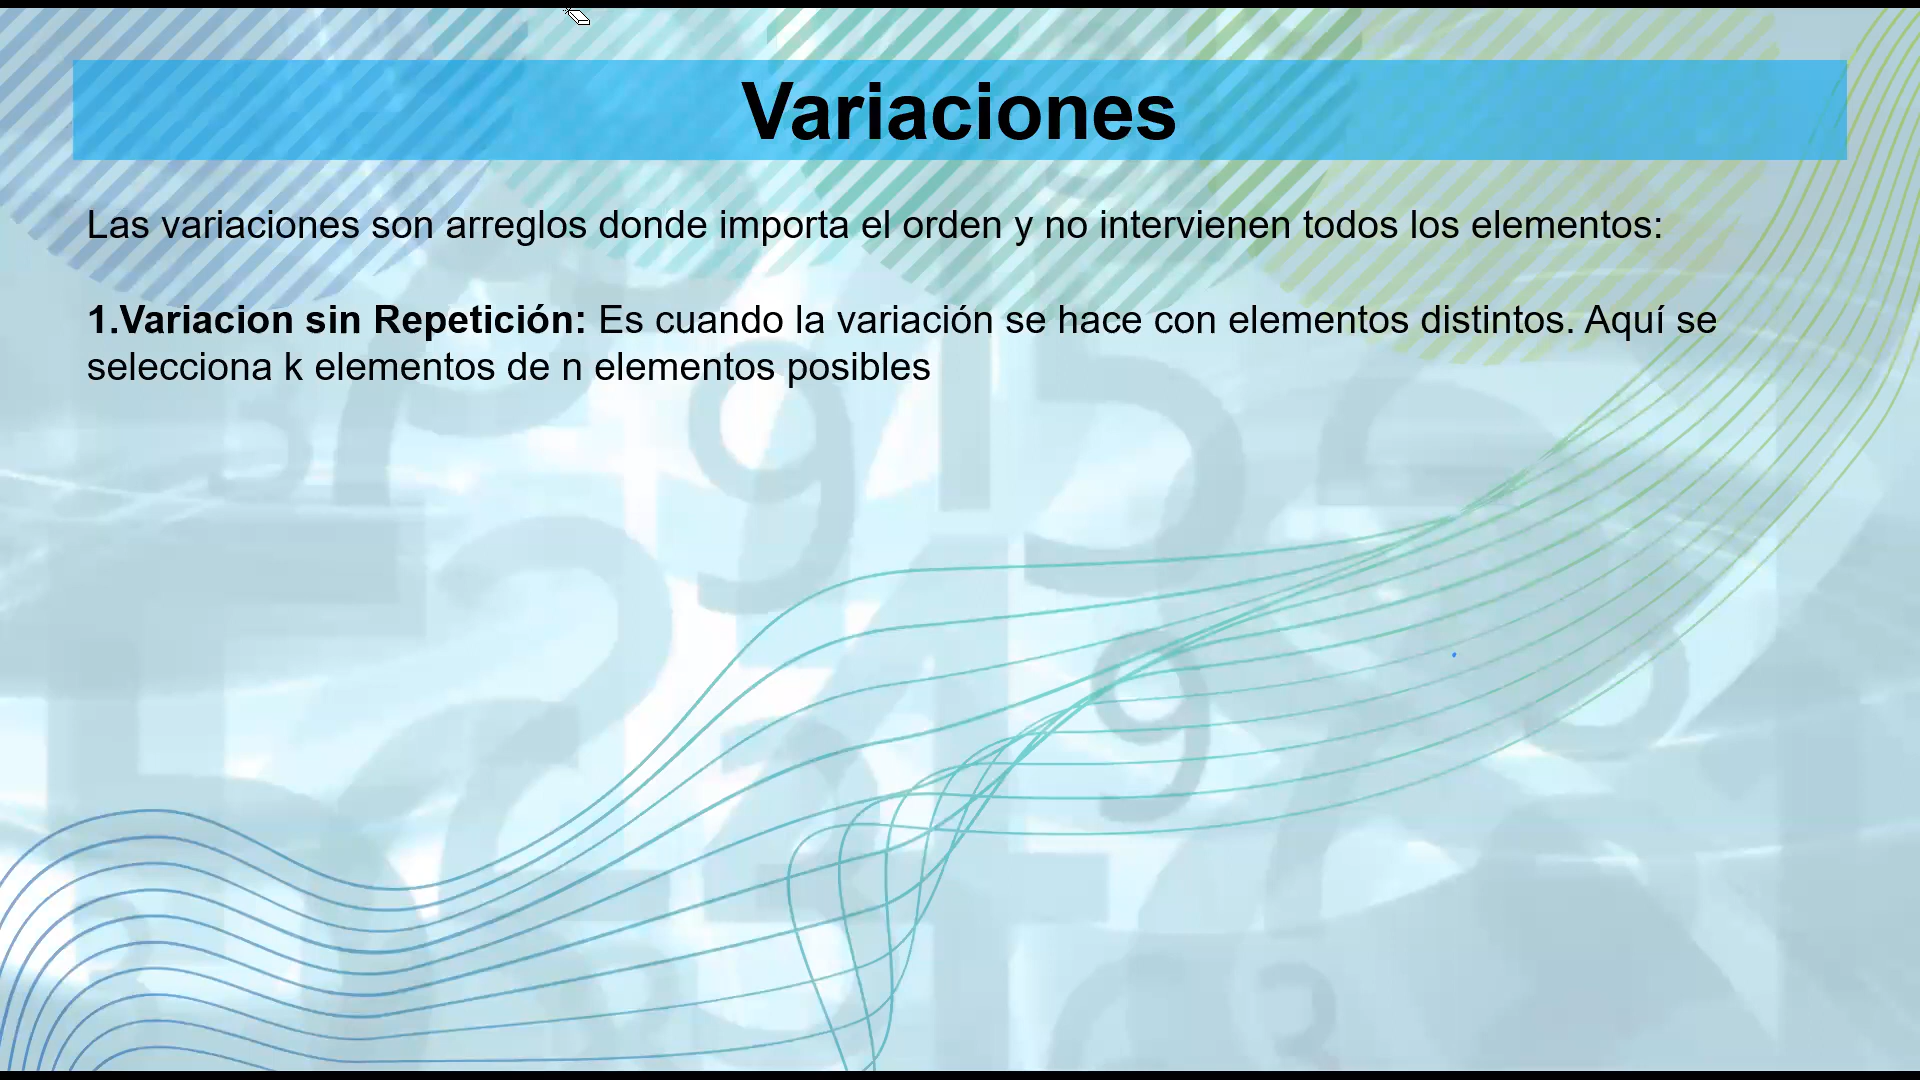 Variaciones
Las variaciones son arreglos donde importa el orden y no intervienen todos los elementos:
1.Variacion sin Repetición: Es cuando la variación se hace con elementos distintos. Aquí se
selecciona k elementos de n elementos posibles